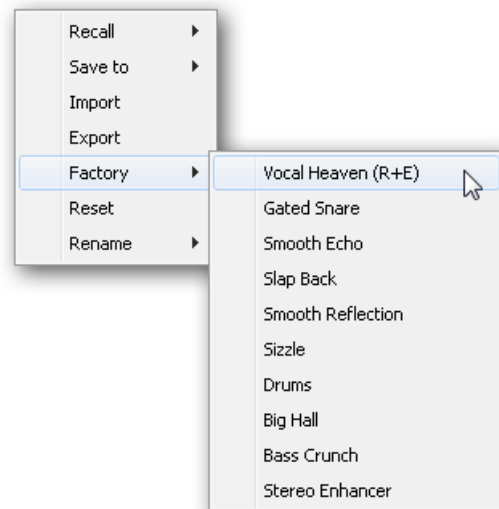 Recall
Save to
Import
Export
Factory
Reset
Rename
Vocal Heaven (R+E)
Gated Snare
Smooth Echo
Slap Back
Smooth Reflection
Sizzle
Drums
Big Hall
Bass Crunch
Stereo Enhancer